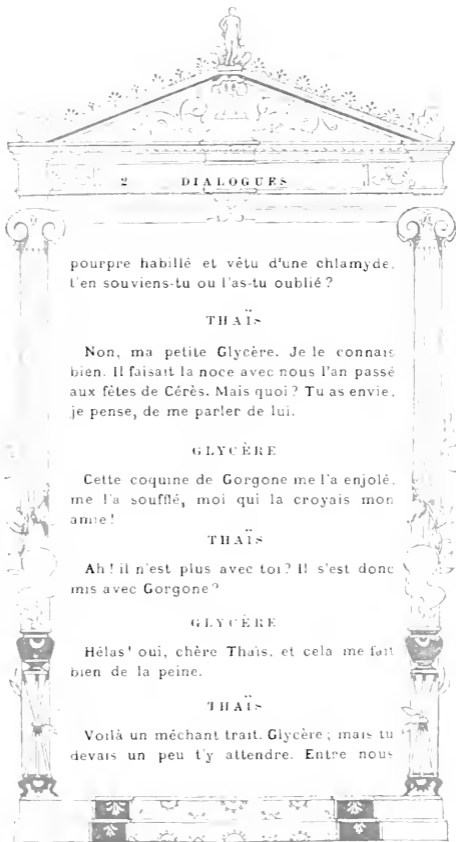 2 DIALOGUES
pourpre habillé et vêtu d'une chlamyde,
t'en souviens-tu ou l'as-tu oublié ?
THAÏS
Non, ma petite Glycère. Je le connais
bien. Il faisait la noce avec nous l'an passé
aux fêtes de Cérès. Mais quoi ? Tu as envie,
je pense, de me parler de lui.
GLYCÈRE
Cette coquine de Gorgone me l'a enjolé,
me l'a soufflé, moi qui la croyais mon
amie !
THAÏS
Ah ! il n'est plus avec toi ? Il s'est donc
mis avec Gorgone ?
GLYCÈRE
Hélas ! oui, chère Thaïs, et cela me fait
bien de la peine.
THAÏS
Voilà un méchant trait, Glycère ; mais tu
devais un peu t'y attendre. Entre nous